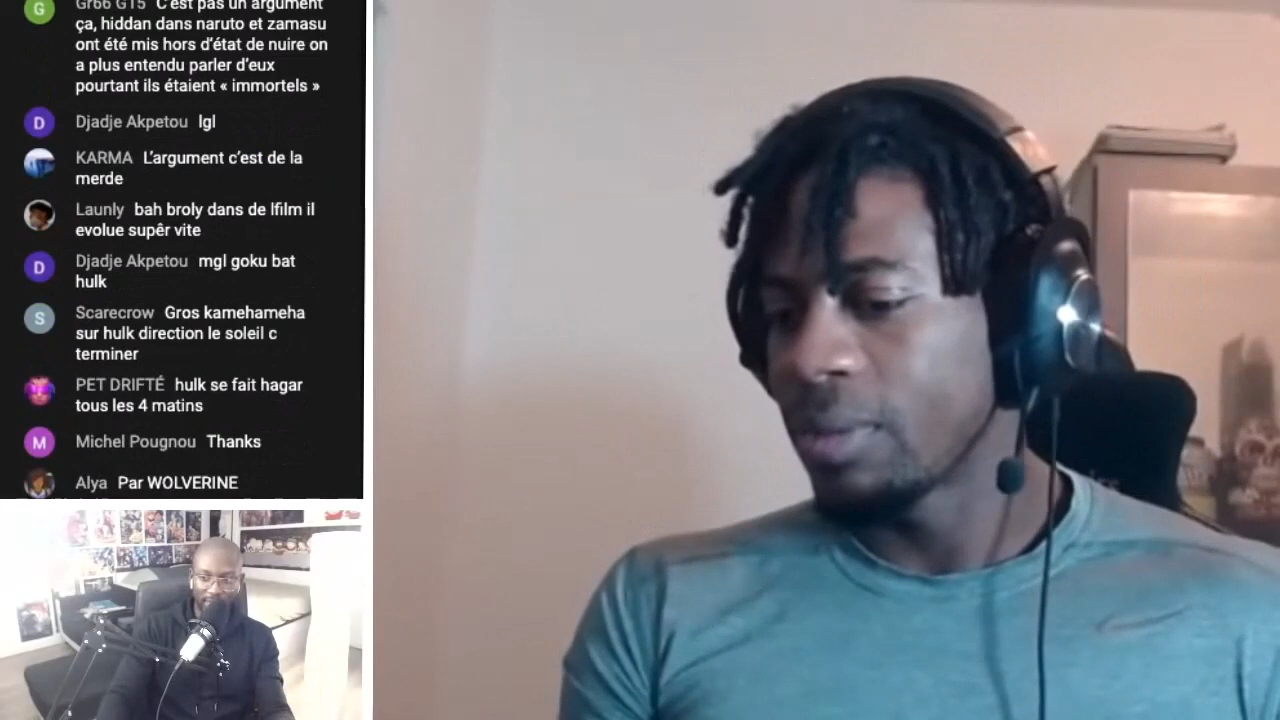 G Gr66 GT5 C'est pas un argument
ça, hiddan dans naruto et zamasu
ont été mis hors d'état de nuire on
a plus entendu parler d'eux
pourtant ils étaient « immortels »
D Djadje Akpetou lgl
KARMA L'argument c'est de la
merde
Launly bah broly dans de lfilm il
evolue supêr vite
D Djadje Akpetou mgl goku bat
hulk
S Scarecrow Gros kamehameha
sur hulk direction le soleil c
terminer
PET DRIFTÉ hulk se fait hagar
tous les 4 matins
M Michel Pougnou Thanks
Alya Par WOLVERINE